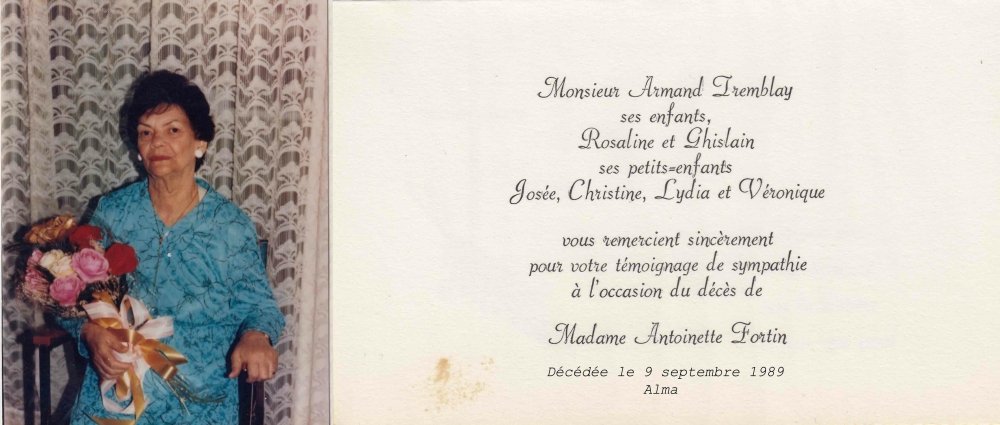 Monsieur Armand Tremblay
ses enfants,
Rosaline et Ghislain
ses petits=enfants
Josée, Christine, Lydia et Véronique
vous remercient sincèrement
pour votre témoignage de sympathie
à l'occasion du décès de
Madame Antoinette Fortin
Décédée le 9 septembre 1989
Alma